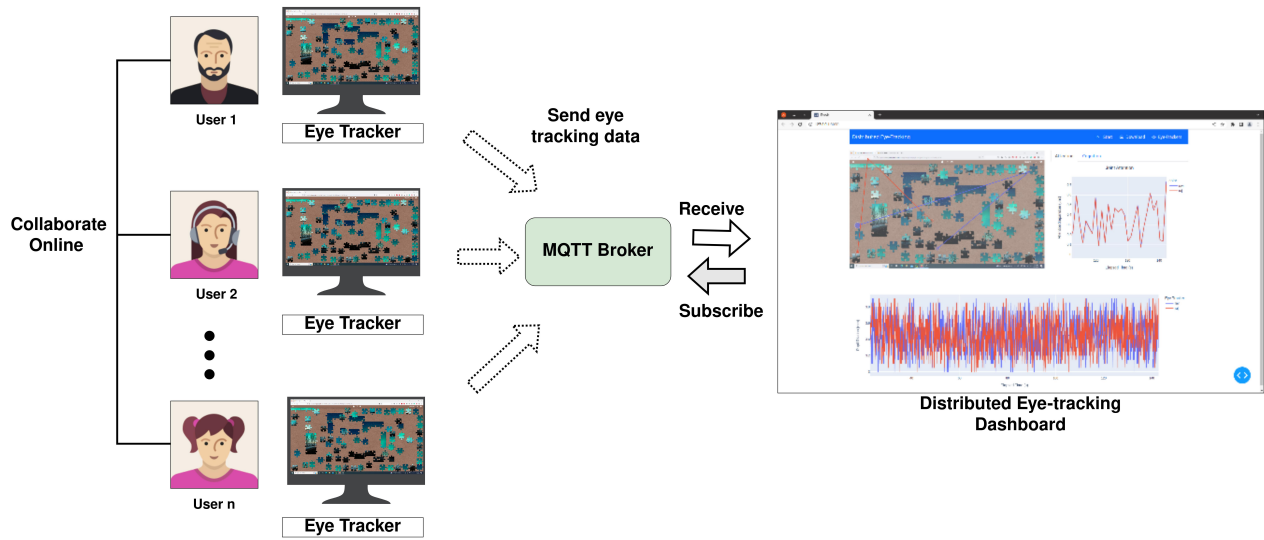 Collaborate
Online
User 1
Eye Tracker
User 2
Eye Tracker
User n
Eye Tracker
Send eye
tracking data
MQTT Broker
Receive
Subscribe
Distributed Eye-tracking
Dashboard